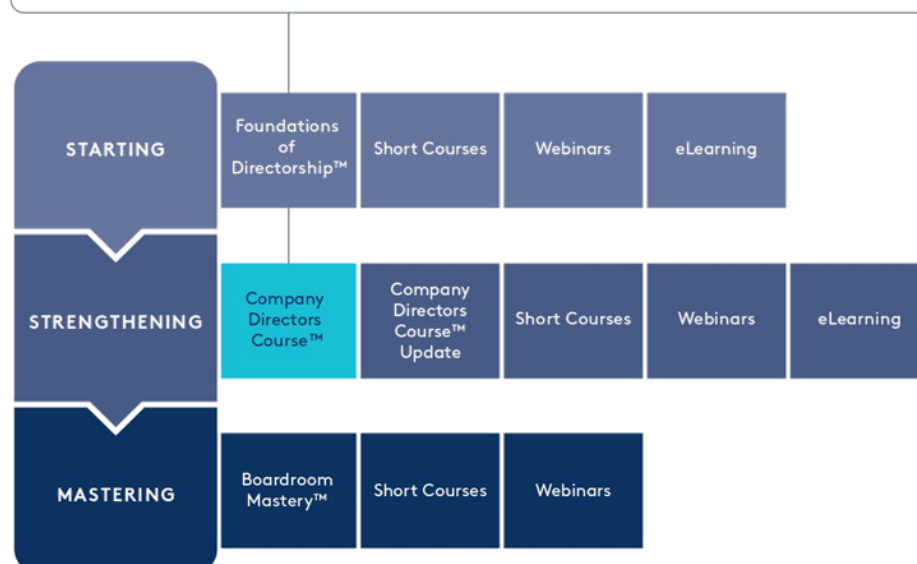 STARTING
Foundations
of
Directorship™
Short Courses
Webinars
eLearning
STRENGTHENING
Company
Directors
Course™
Company
Directors
Course™
Update
Short Courses
Webinars
eLearning
MASTERING
Boardroom
Mastery™
Short Courses
Webinars